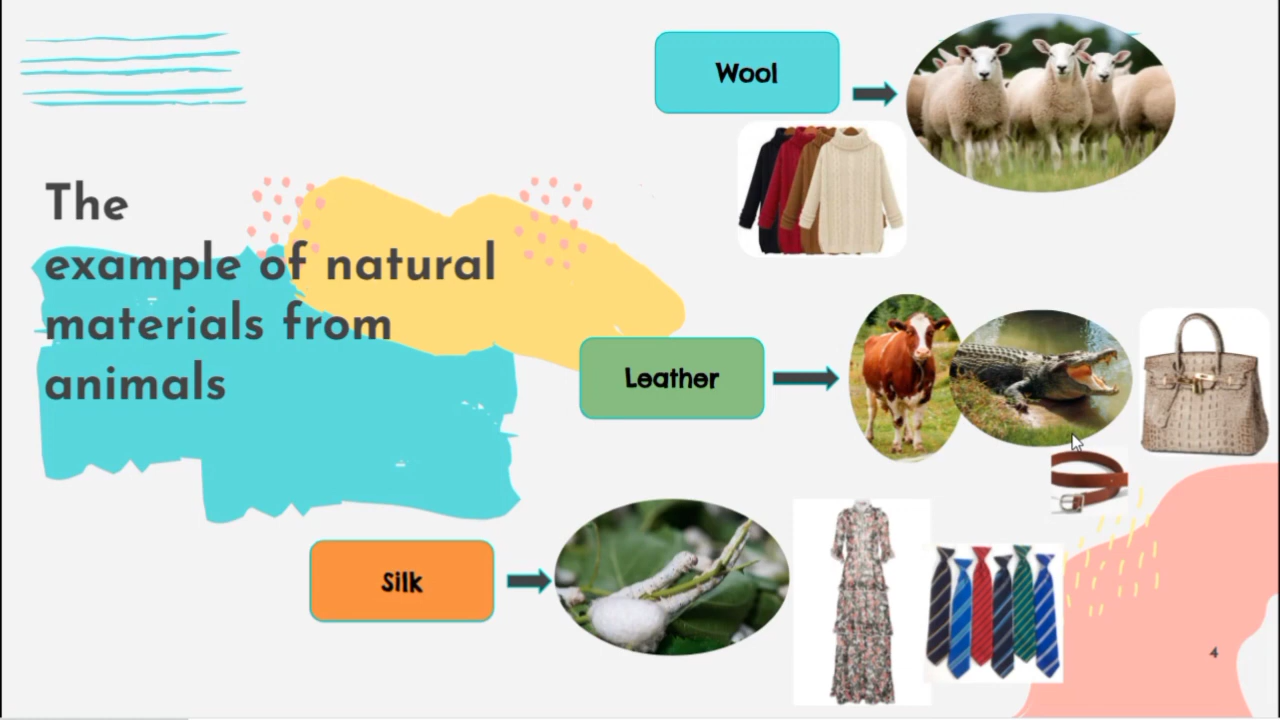 The
example of natural
materials from
animals
Wool
Leather
Silk
4